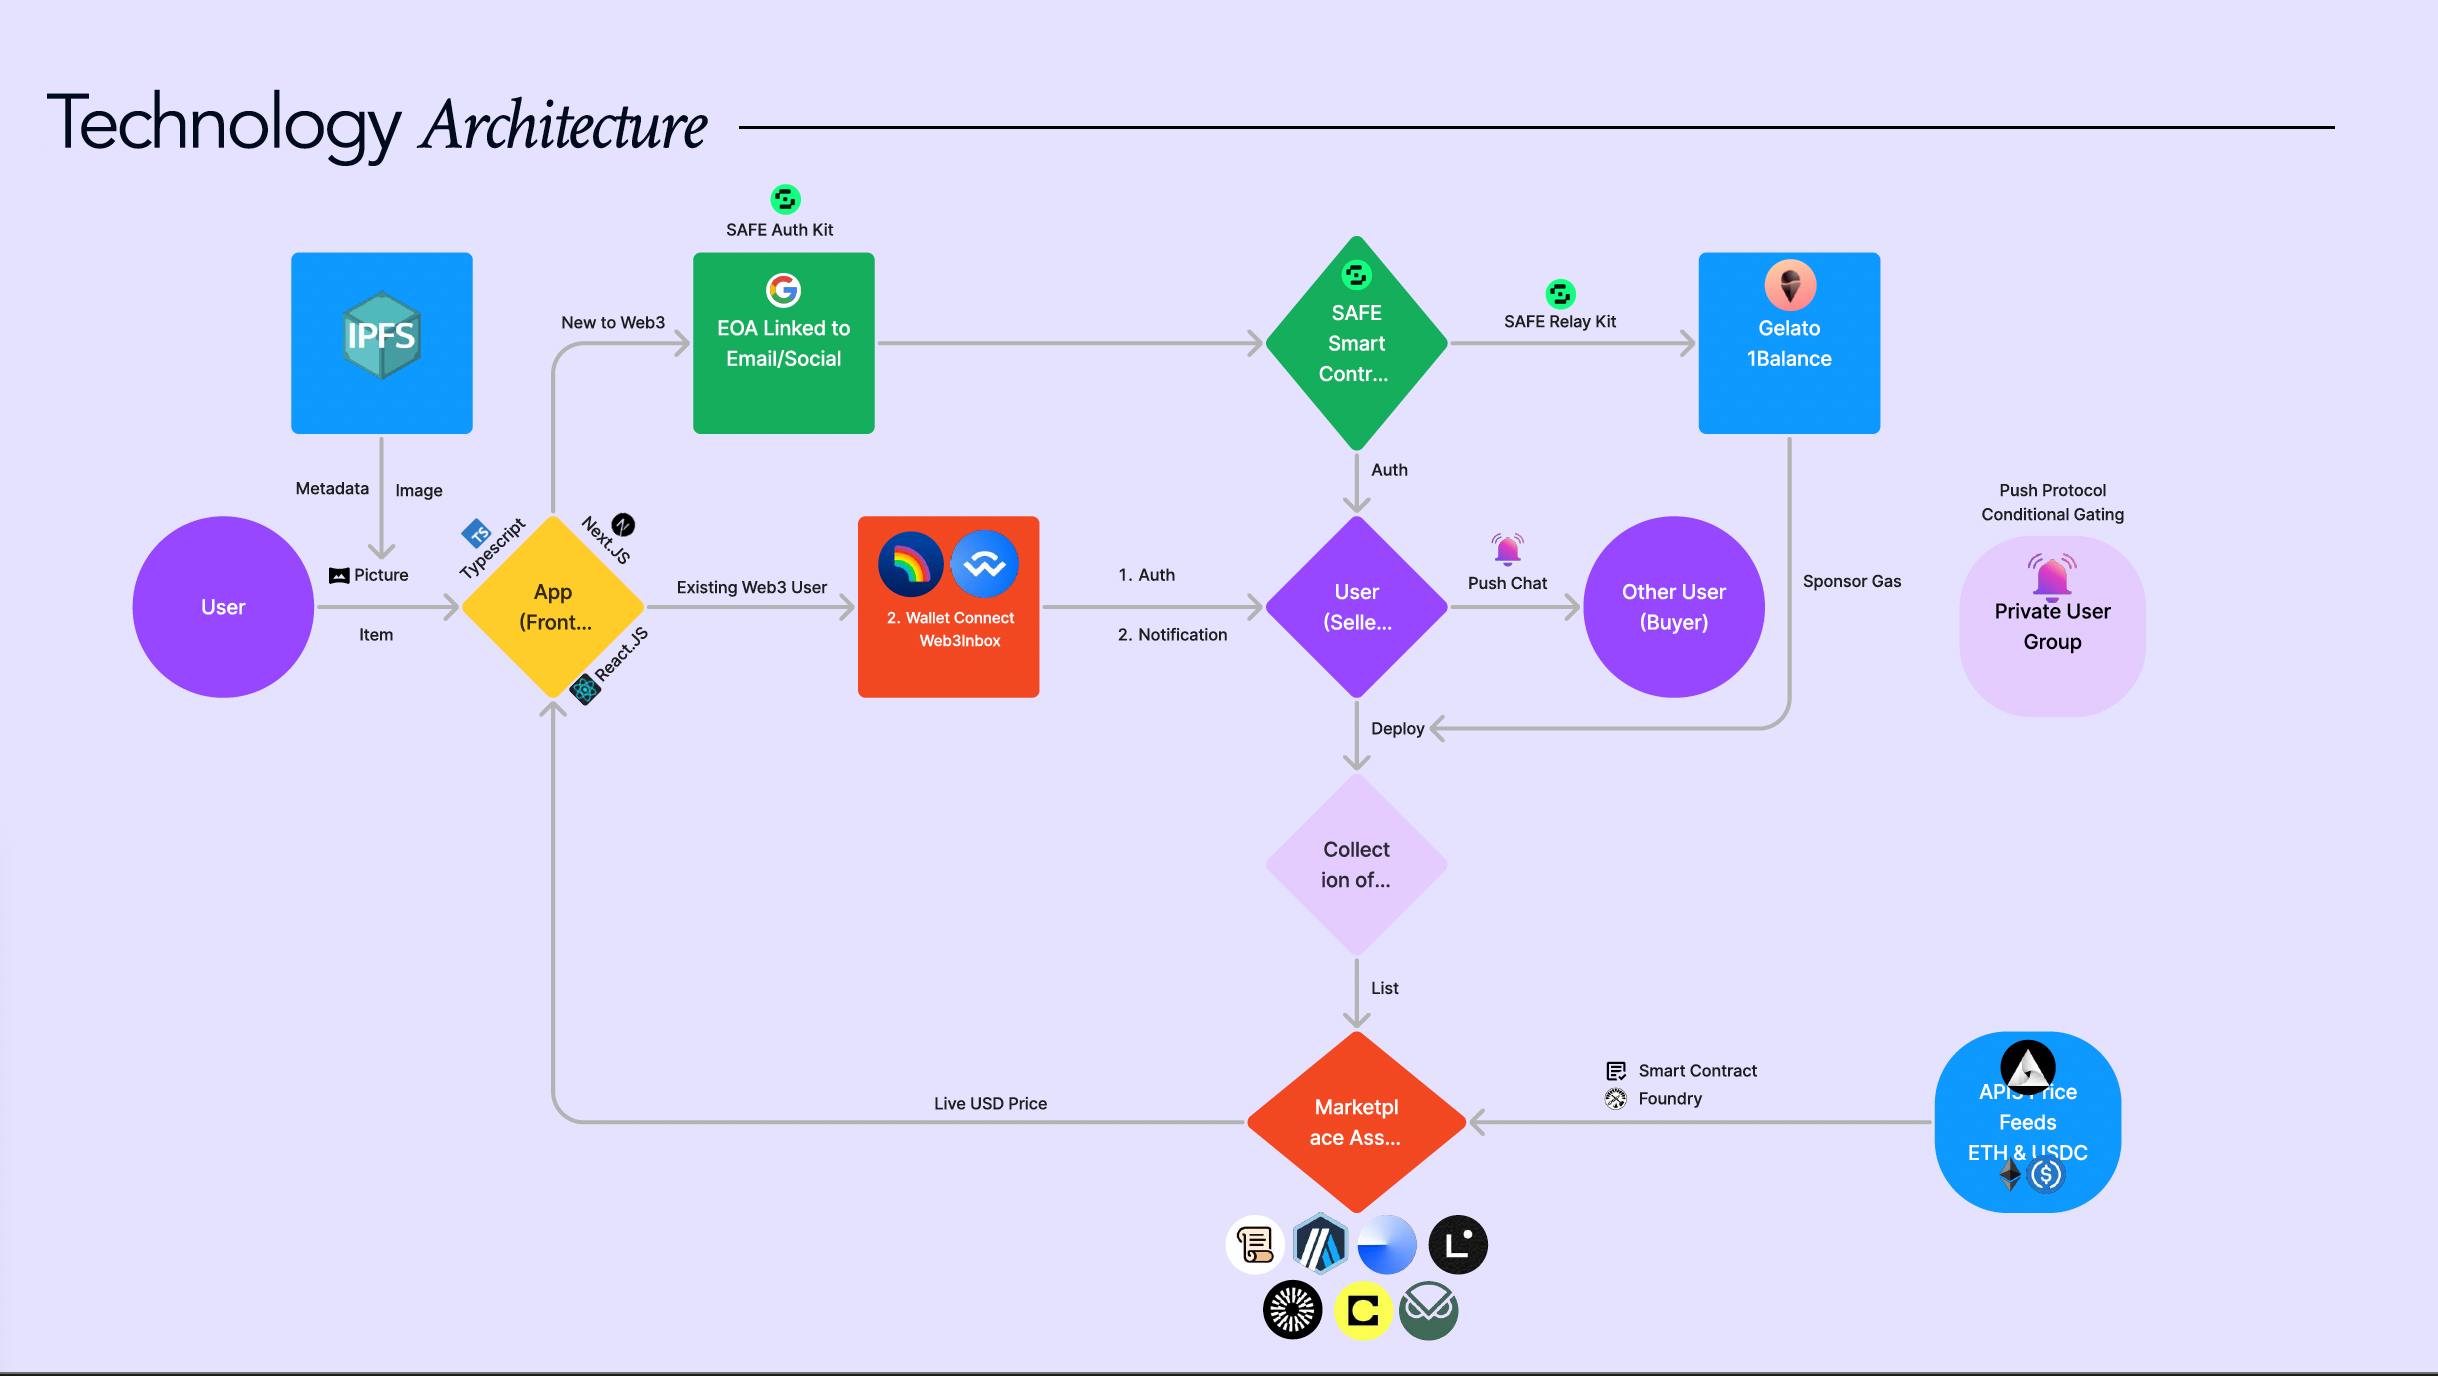 Technology Architecture
SAFE Auth Kit
IPFS
New to Web3
EOA Linked to
Email/Social
SAFE
Smart
Contr...
SAFE Relay Kit
Gelato
1Balance
Metadata
Image
Auth
Push Protocol
Conditional Gating
User
Picture
Item
TS
Typescript
Next.JS
App
(Front...
React.JS
Existing Web3 User
2. Wallet Connect
Web3Inbox
1. Auth
2. Notification
User
(Selle...
Push Chat
Other User
(Buyer)
Sponsor Gas
Private User
Group
Deploy
Collect
ion of...
List
Live USD Price
Marketpl
ace Ass...
Smart Contract
Foundry
Price
Feeds
ETH & USDC